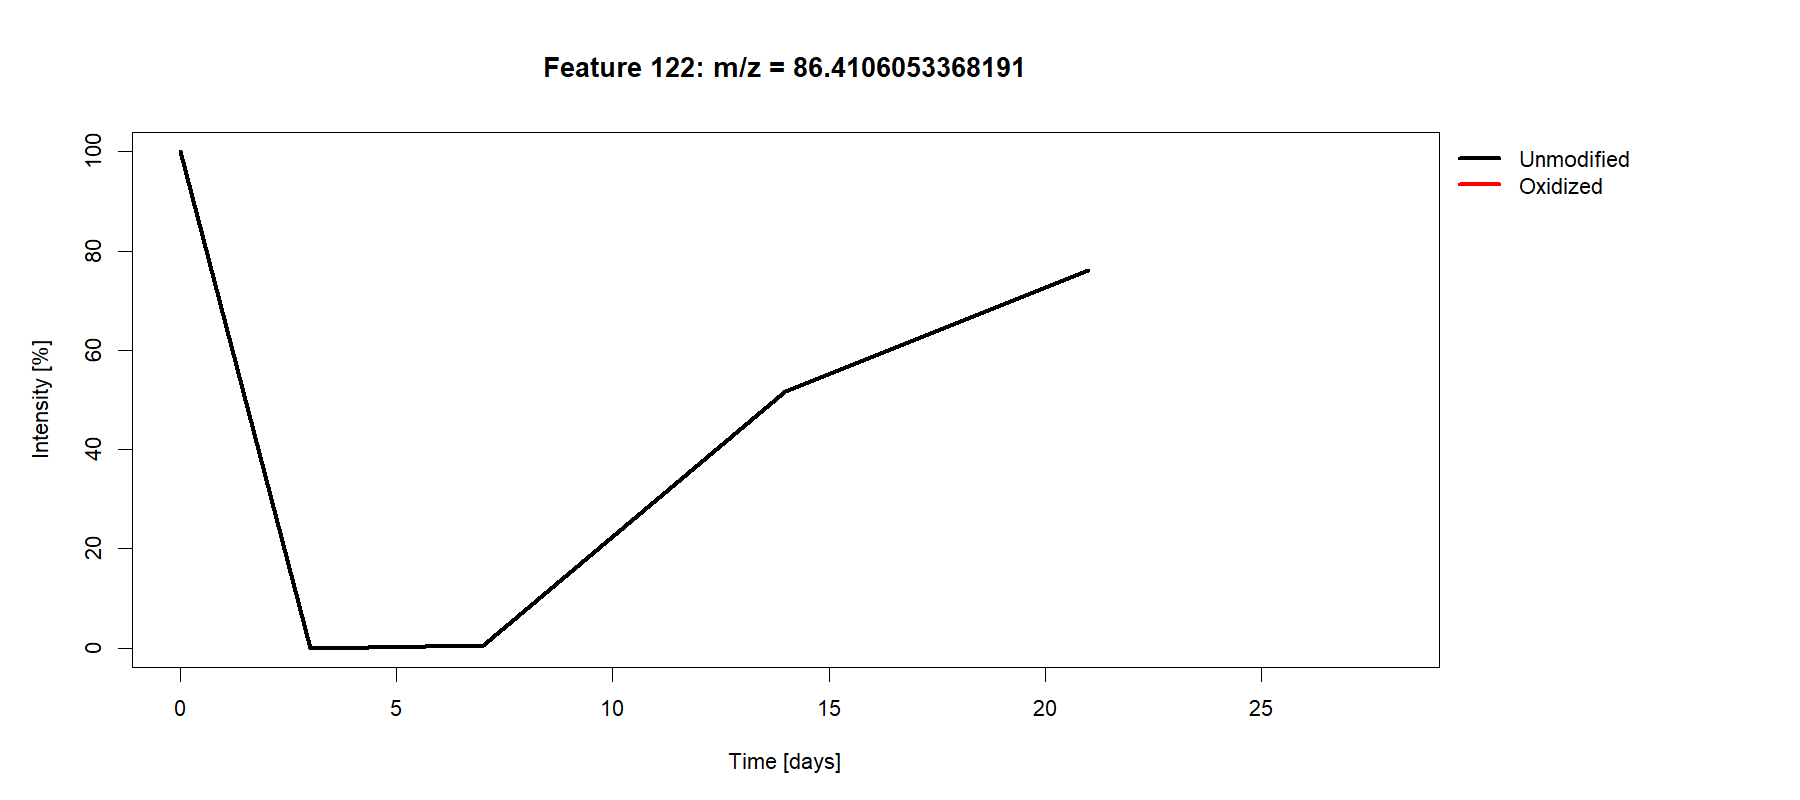 Feature 122: m/z = 86.4106053368191
Unmodified
Oxidized
Intensity [%]
100
80
60
40
20
0
0 5 10 15 20 25
Time [days]